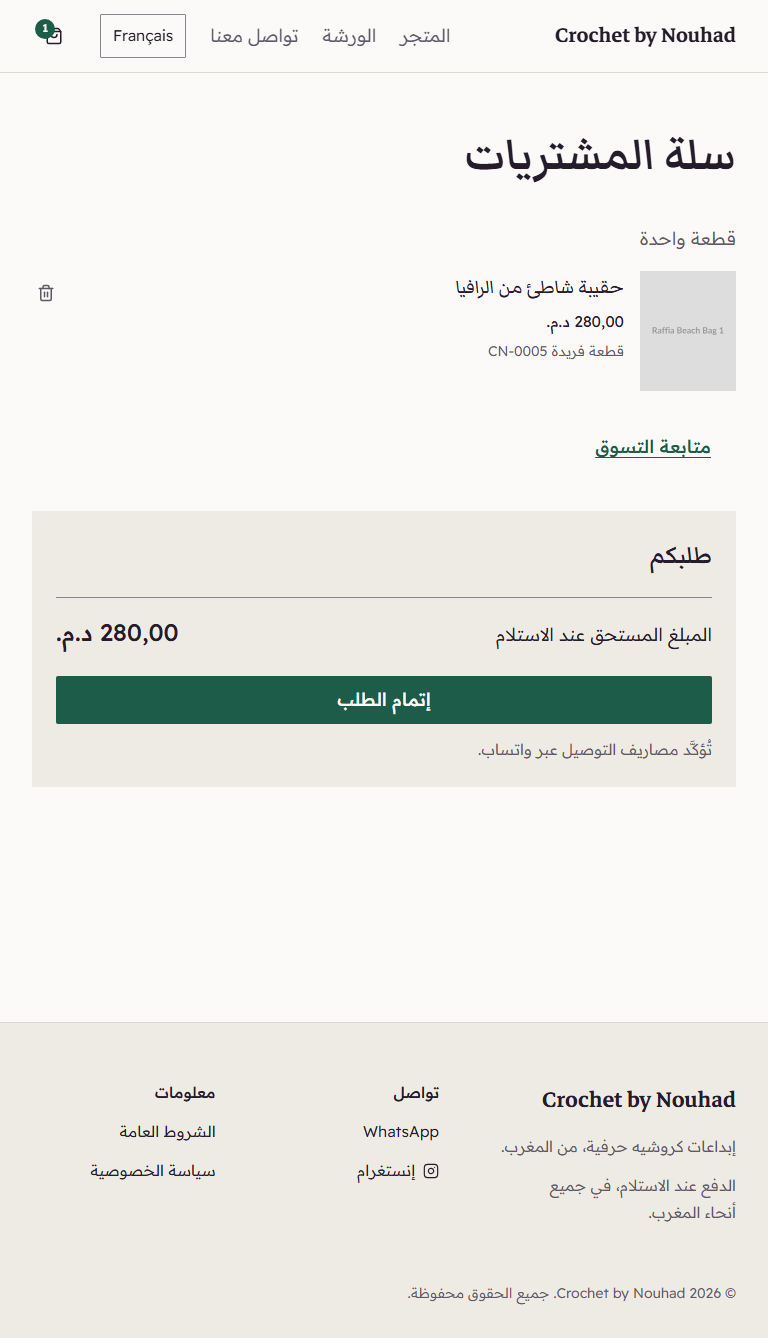 Crochet by Nouhad
المتجر
الورشة
تواصل معنا
Français
1
سلة المشتريات
قطعة واحدة
Raffia Beach Bag 1
حقيبة شاطئ من الرافيا
280,00 د.م.
قطعة فريدة CN-0005
متابعة التسوق
طلبكم
المبلغ المستحق عند الاستلام
280,00 د.م.
إتمام الطلب
تُؤكَّد مصاريف التوصيل عبر واتساب.
Crochet by Nouhad
إبداعات كروشيه حرفية، من المغرب.
الدفع عند الاستلام، في جميع
أنحاء المغرب.
تواصل
WhatsApp
إنستغرام
معلومات
الشروط العامة
سياسة الخصوصية
© 2026 Crochet by Nouhad. جميع الحقوق محفوظة.